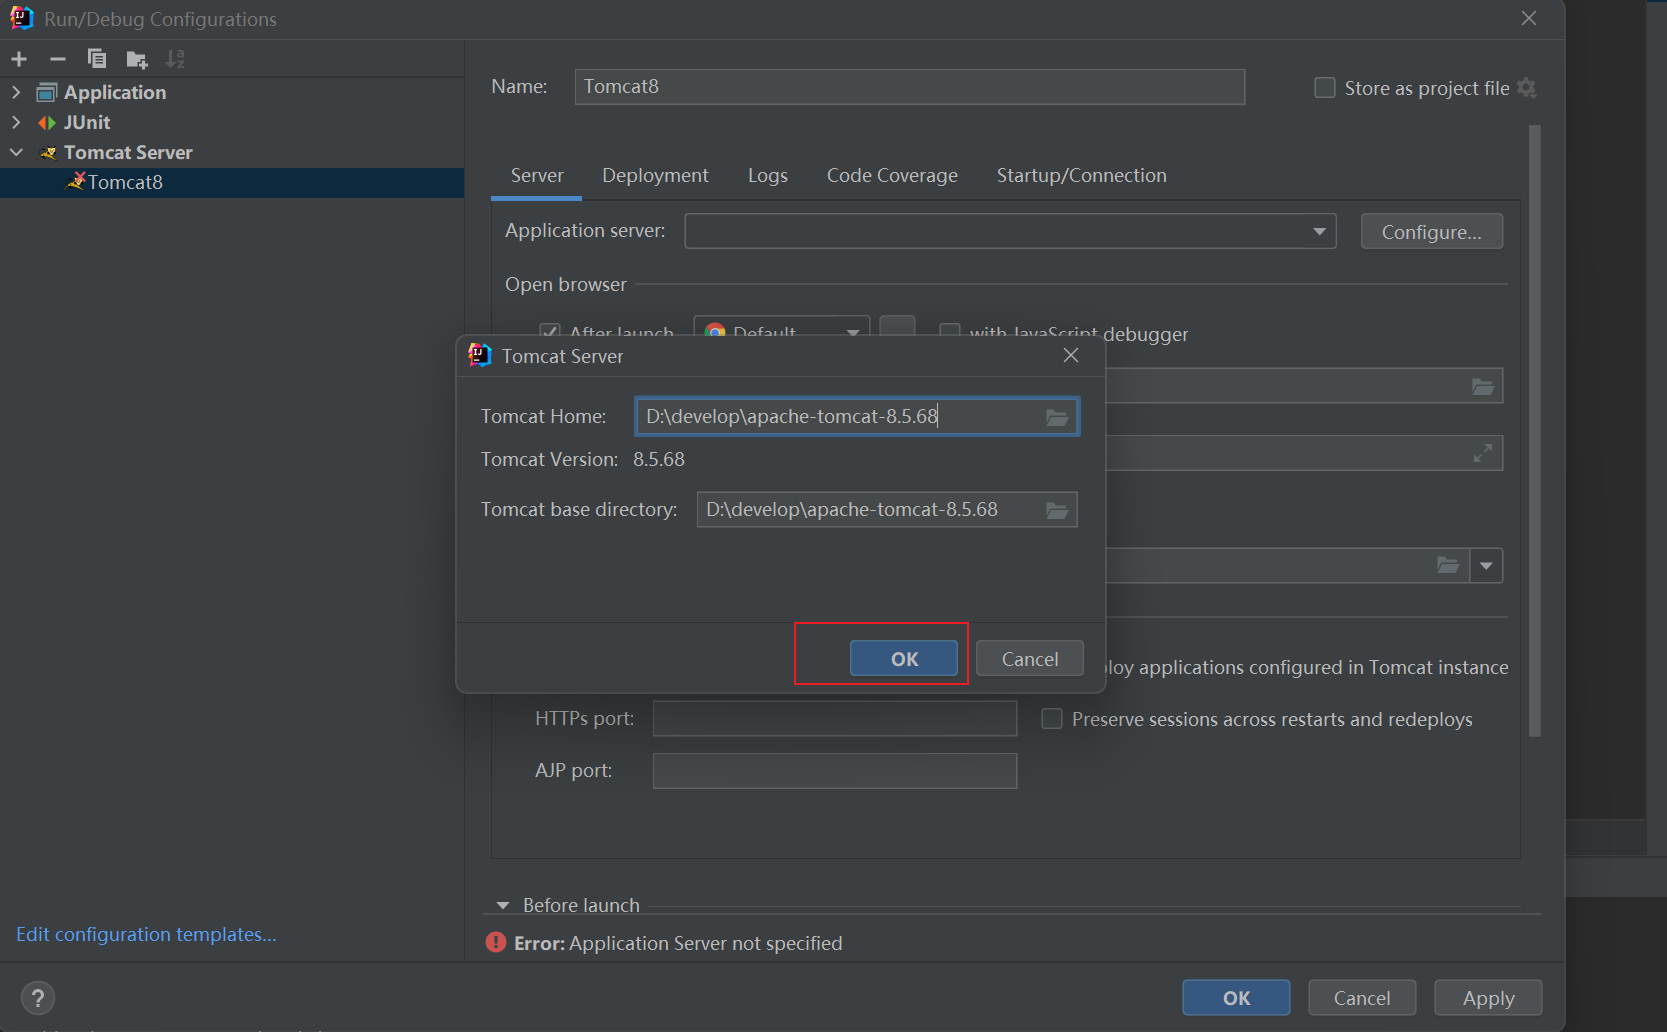 Run/Debug Configurations
Application
JUnit
Tomcat Server
Tomcat8
Edit configuration templates...
Name: Tomcat8 Store as project file
Server Deployment Logs Code Coverage Startup/Connection
Application server: Configure...
Open browser
After launch Default with JavaScript debugger
Tomcat Server
Tomcat Home: D:\develop\apache-tomcat-8.5.68
Tomcat Version: 8.5.68
Tomcat base directory: D:\develop\apache-tomcat-8.5.68
OK Cancel
loy applications configured in Tomcat instance
HTTPs port: Preserve sessions across restarts and redeploys
AJP port:
Before launch
Error: Application Server not specified
? OK Cancel Apply